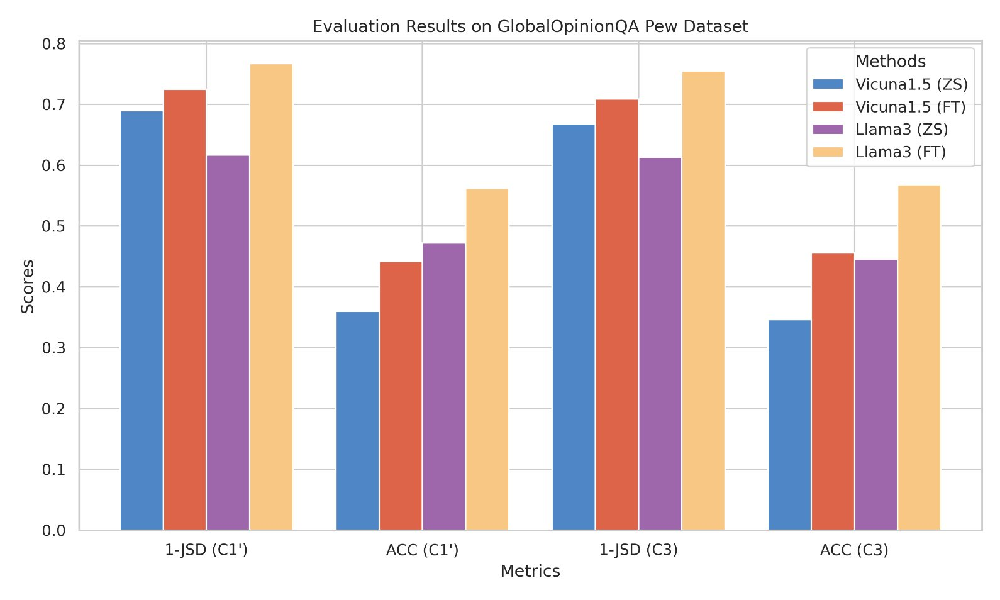 Evaluation Results on GlobalOpinionQA Pew Dataset
0.8
0.7
0.6
0.5
0.4
0.3
0.2
0.1
0.0
Scores
Methods
Vicuna1.5 (ZS)
Vicuna1.5 (FT)
Llama3 (ZS)
Llama3 (FT)
1-JSD (C1')
ACC (C1')
1-JSD (C3)
ACC (C3)
Metrics